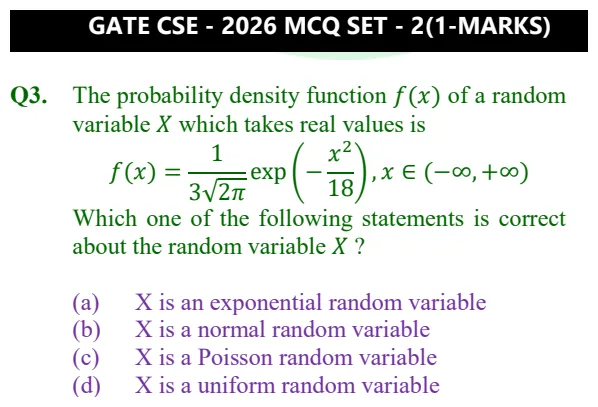 GATE CSE - 2026 MCQ SET - 2(1-MARKS)
Q3. The probability density function f(x) of a random
variable X which takes real values is
f(x) = 1/(3√2π) exp(−x²/18), x ∈ (−∞, +∞)
Which one of the following statements is correct
about the random variable X ?
(a) X is an exponential random variable
(b) X is a normal random variable
(c) X is a Poisson random variable
(d) X is a uniform random variable